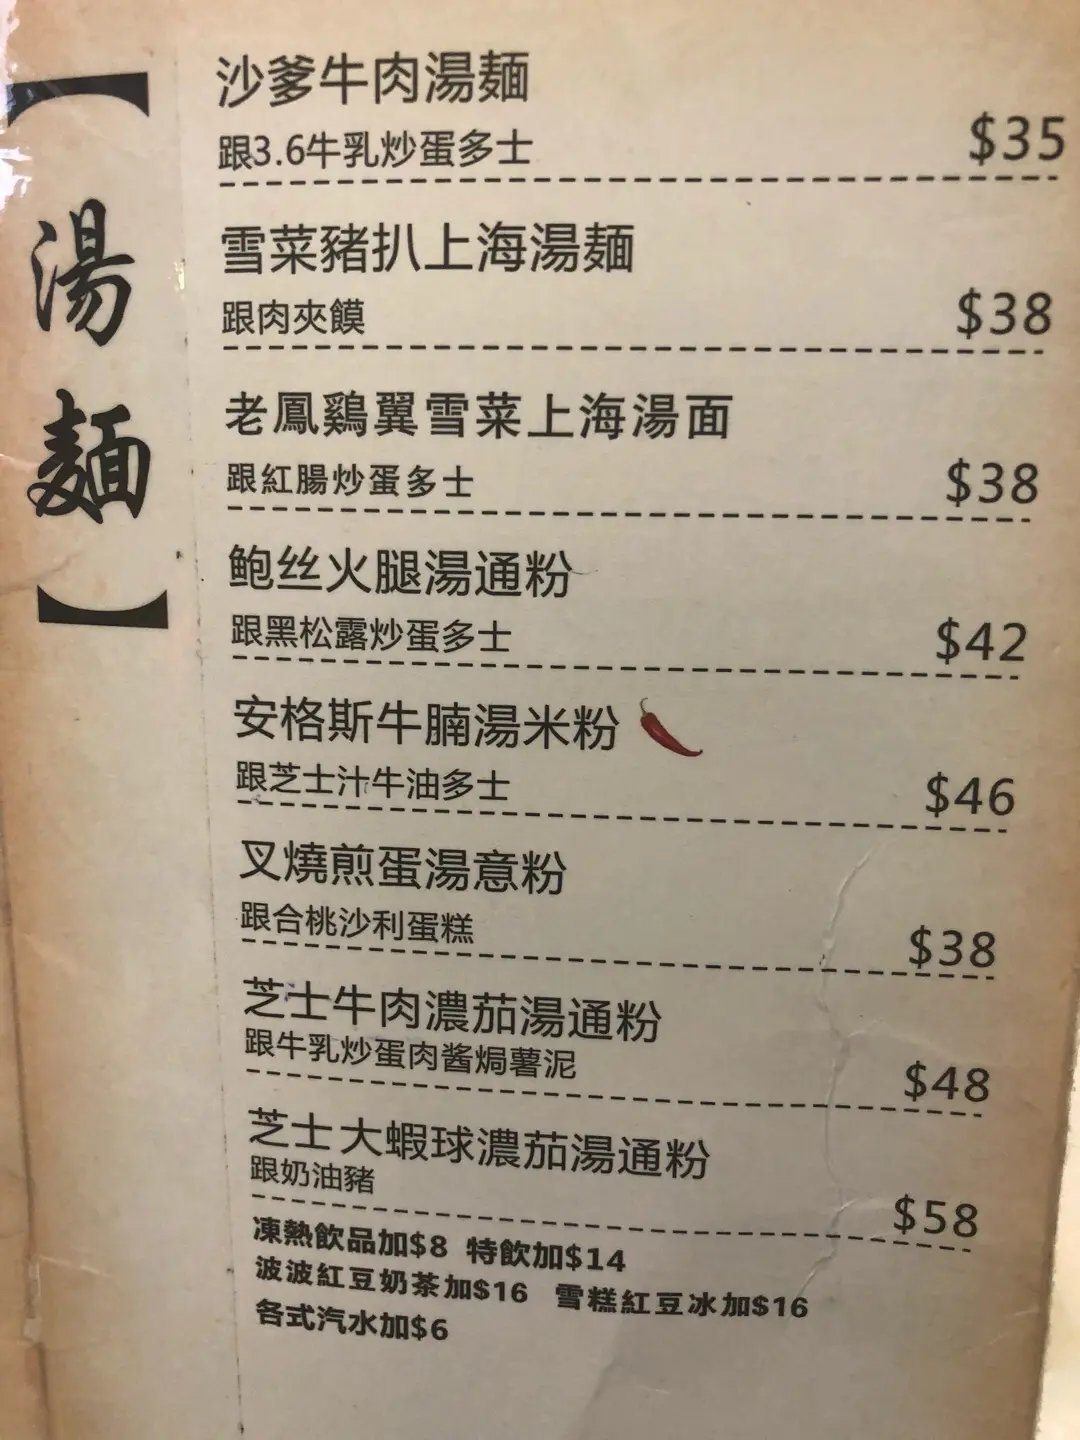 【湯麵】
沙爹牛肉湯麵
跟3.6牛乳炒蛋多士
$35
雪菜豬扒上海湯麵
跟肉夾饃
$38
老鳳鷄翼雪菜上海湯面
跟紅腸炒蛋多士
$38
鮑丝火腿湯通粉
跟黑松露炒蛋多士
$42
安格斯牛腩湯米粉
跟芝士汁牛油多士
$46
叉燒煎蛋湯意粉
跟合桃沙利蛋糕
$38
芝士牛肉濃茄湯通粉
跟牛乳炒蛋肉酱焗薯泥
$48
芝士大蝦球濃茄湯通粉
跟奶油豬
$58
凍熱飲品加$8 特飲加$14
波波紅豆奶茶加$16 雪糕紅豆冰加$16
各式汽水加$6